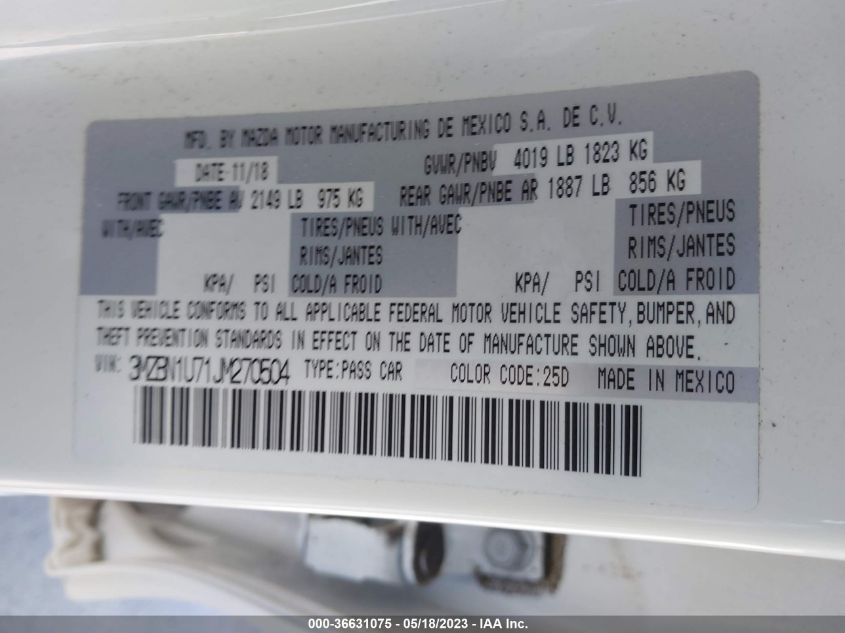 MFD. BY MAZDA MOTOR MANUFACTURING DE MEXICO S.A. DE C.V.
DATE:11/18 GVWR/PNBV 4019 LB 1823 KG
FRONT GAWR/PNBE AV 2149 LB 975 KG REAR GAWR/PNBE AR 1887 LB 856 KG
WITH/AVEC TIRES/PNEUS WITH/AVEC TIRES/PNEUS
RIMS/JANTES RIMS/JANTES
KPA/ PSI COLD/A FROID KPA/ PSI COLD/A FROID
THIS VEHICLE CONFORMS TO ALL APPLICABLE FEDERAL MOTOR VEHICLE SAFETY, BUMPER, AND
THEFT PREVENTION STANDARDS IN EFFECT ON THE DATE OF MANUFACTURE SHOWN ABOVE.
VIN: 3MZBN1U71JM270504 TYPE:PASS CAR COLOR CODE:25D MADE IN MEXICO
000-36631075 / 05/18/2023 - IAA Inc.